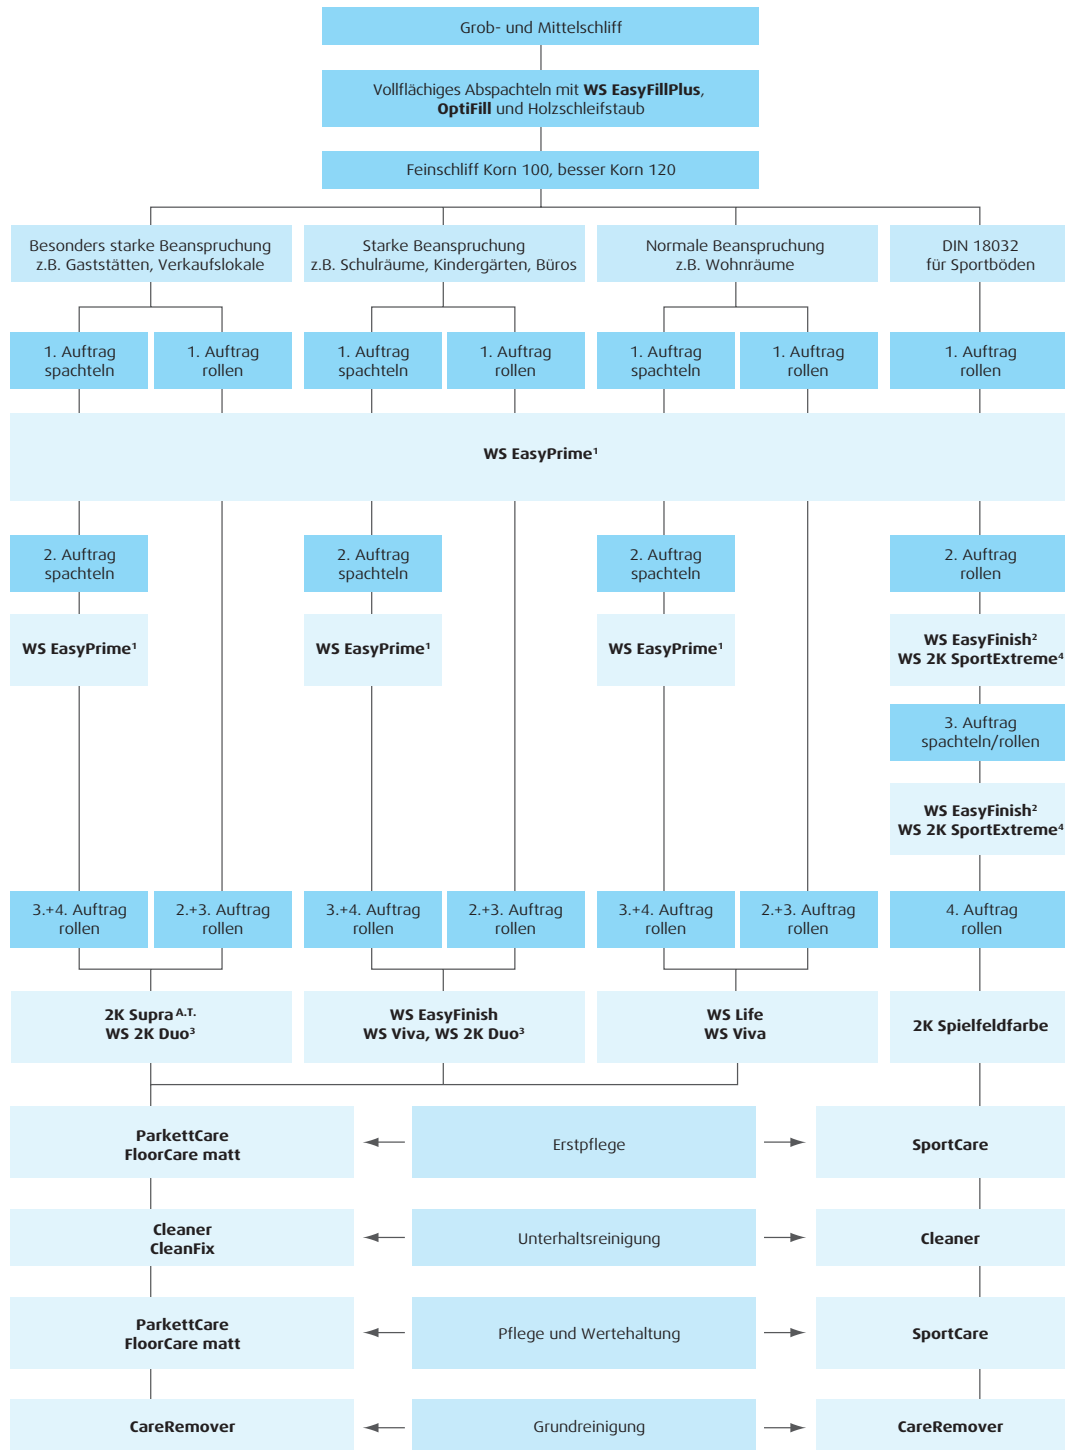 Grob- und Mittelschliff
Vollflächiges Abspachteln mit WS EasyFillPlus,
OptiFill und Holzschleifstaub
Feinschliff Korn 100, besser Korn 120
Besonders starke Beanspruchung
z.B. Gaststätten, Verkaufslokale
Starke Beanspruchung
z.B. Schulräume, Kindergärten, Büros
Normale Beanspruchung
z.B. Wohnräume
DIN 18032
für Sportböden
1. Auftrag
spachteln
1. Auftrag
rollen
1. Auftrag
spachteln
1. Auftrag
rollen
1. Auftrag
spachteln
1. Auftrag
rollen
1. Auftrag
rollen
WS EasyPrime¹
2. Auftrag
spachteln
2. Auftrag
spachteln
2. Auftrag
spachteln
2. Auftrag
rollen
WS EasyPrime¹
WS EasyPrime¹
WS EasyPrime¹
WS EasyFinish²
WS 2K SportExtreme⁴
3. Auftrag
spachteln/rollen
WS EasyFinish²
WS 2K SportExtreme⁴
3.+4. Auftrag
rollen
2.+3. Auftrag
rollen
3.+4. Auftrag
rollen
2.+3. Auftrag
rollen
3.+4. Auftrag
rollen
2.+3. Auftrag
rollen
4. Auftrag
rollen
2K Supra A.T.
WS 2K Duo³
WS EasyFinish
WS Viva, WS 2K Duo³
WS Life
WS Viva
2K Spielfeldfarbe
ParkettCare
FloorCare matt
Erstpflege
SportCare
Cleaner
CleanFix
Unterhaltsreinigung
Cleaner
ParkettCare
FloorCare matt
Pflege und Wertehaltung
SportCare
CareRemover
Grundreinigung
CareRemover